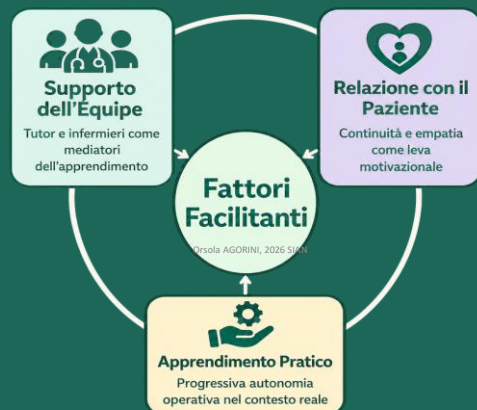 Supporto
dell'Équipe
Tutor e infermieri come
mediatori
dell'apprendimento
Relazione con il
Paziente
Continuità e empatia
come leva
motivazionale
Fattori
Facilitanti
Orsola AGORINI, 2026 SIAN
Apprendimento Pratico
Progressiva autonomia
operativa nel contesto reale